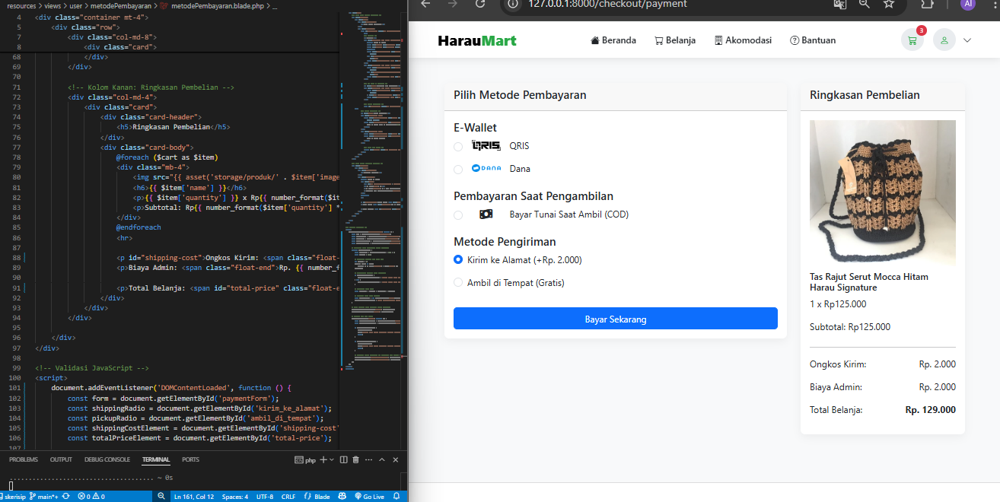 resources > views > user > metodePembayaran > metodePembayaran.blade.php > ...
4 <div class="container mt-4">
5 <div class="row">
7 <div class="col-md-8">
8 <div class="card">
68 </div>
69 </div>
70
71 <!-- Kolom Kanan: Ringkasan Pembelian -->
72 <div class="col-md-4">
73 <div class="card">
74 <div class="card-header">
75 <h5>Ringkasan Pembelian</h5>
76 </div>
77 <div class="card-body">
78 @foreach ($cart as $item)
79 <div class="mb-4">
80 <img src="{{ asset('storage/produk/' . $item['image
81 <h6>{{ $item['name'] }}</h6>
82 <p>{{ $item['quantity'] }} x Rp{{ number_format($it
83 <p>Subtotal: Rp{{ number_format($item['quantity'] *
84 </div>
85 @endforeach
86 <hr>
87
88 <p id="shipping-cost">Ongkos Kirim: <span class="float-
89 <p>Biaya Admin: <span class="float-end">Rp. {{ number_f
90
91 <p>Total Belanja: <span id="total-price" class="float-e
92 </div>
93 </div>
94 </div>
95
96 </div>
97 </div>
98
99 <!-- Validasi JavaScript -->
100 <script>
101 document.addEventListener('DOMContentLoaded', function () {
102 const form = document.getElementById('paymentForm');
103 const shippingRadio = document.getElementById('kirim_ke_alamat');
104 const pickupRadio = document.getElementById('ambil_di_tempat');
105 const shippingCostElement = document.getElementById('shipping-cost'
106 const totalPriceElement = document.getElementById('total-price');
107
PROBLEMS OUTPUT DEBUG CONSOLE TERMINAL PORTS php
~ 0s
skerisip main*+ 0 0 Ln 161, Col 12 Spaces: 4 UTF-8 CRLF Blade Go Live
127.0.0.1:8000/checkout/payment AI
HarauMart Beranda Belanja Akomodasi Bantuan 3
Pilih Metode Pembayaran
E-Wallet
QRIS QRIS
DANA Dana
Pembayaran Saat Pengambilan
Bayar Tunai Saat Ambil (COD)
Metode Pengiriman
Kirim ke Alamat (+Rp. 2.000)
Ambil di Tempat (Gratis)
Bayar Sekarang
Ringkasan Pembelian
Tas Rajut Serut Mocca Hitam
Harau Signature
1 x Rp125.000
Subtotal: Rp125.000
Ongkos Kirim: Rp. 2.000
Biaya Admin: Rp. 2.000
Total Belanja: Rp. 129.000